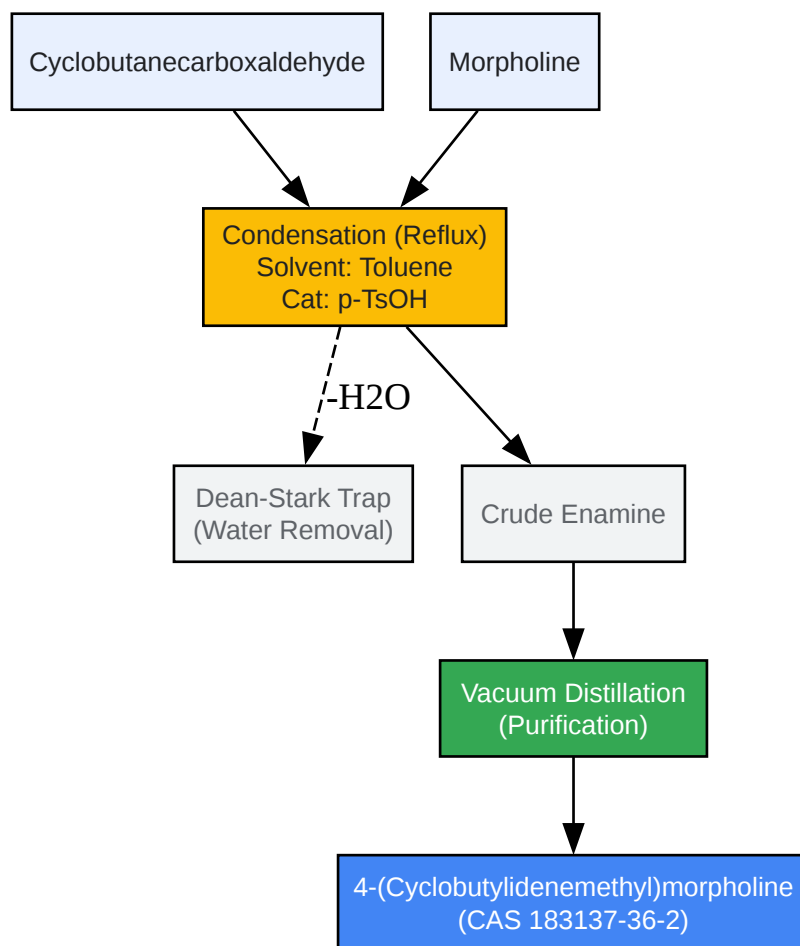 Cyclobutanecarboxaldehyde
Morpholine
Condensation (Reflux)
Solvent: Toluene
Cat: p-TsOH
-H2O
Dean-Stark Trap
(Water Removal)
Crude Enamine
Vacuum Distillation
(Purification)
4-(Cyclobutylidenemethyl)morpholine
(CAS 183137-36-2)